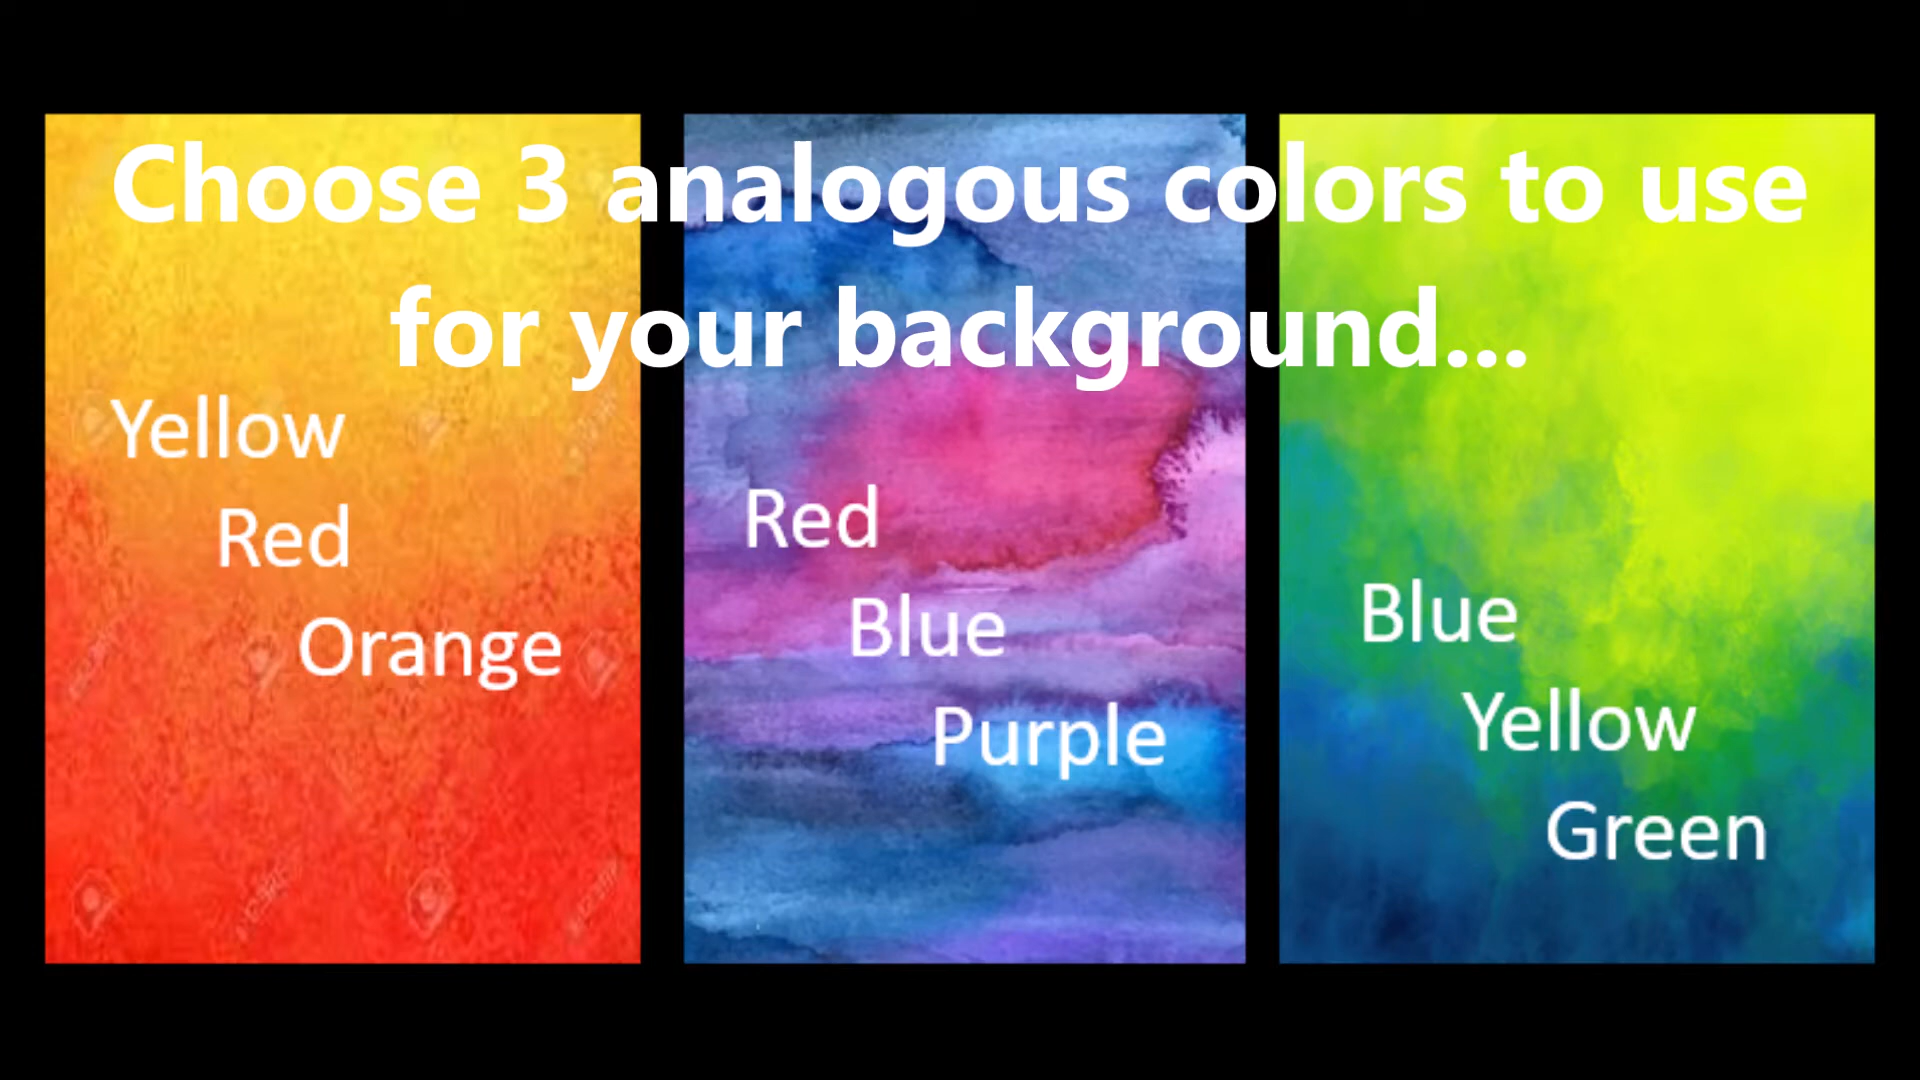 Choose 3 analogous colors to use
for your background...
Yellow
Red
Orange
Red
Blue
Purple
Blue
Yellow
Green